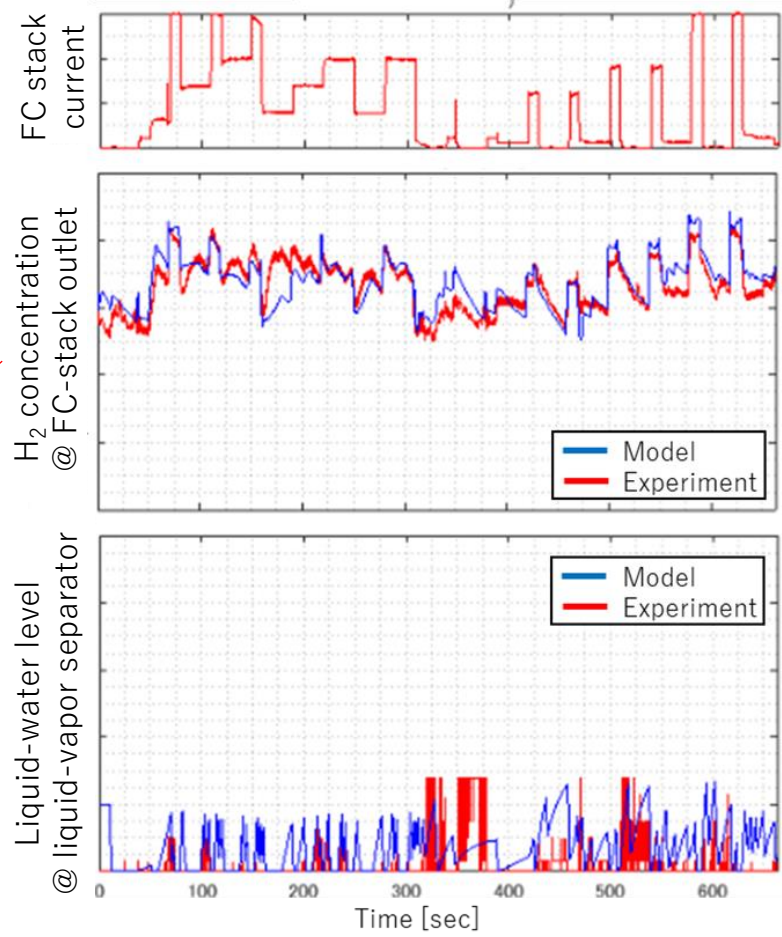 FC stack
current
H₂ concentration
@ FC-stack outlet
Model
Experiment
Liquid-water level
@ liquid-vapor separator
Model
Experiment
0 100 200 300 400 500 600
Time [sec]